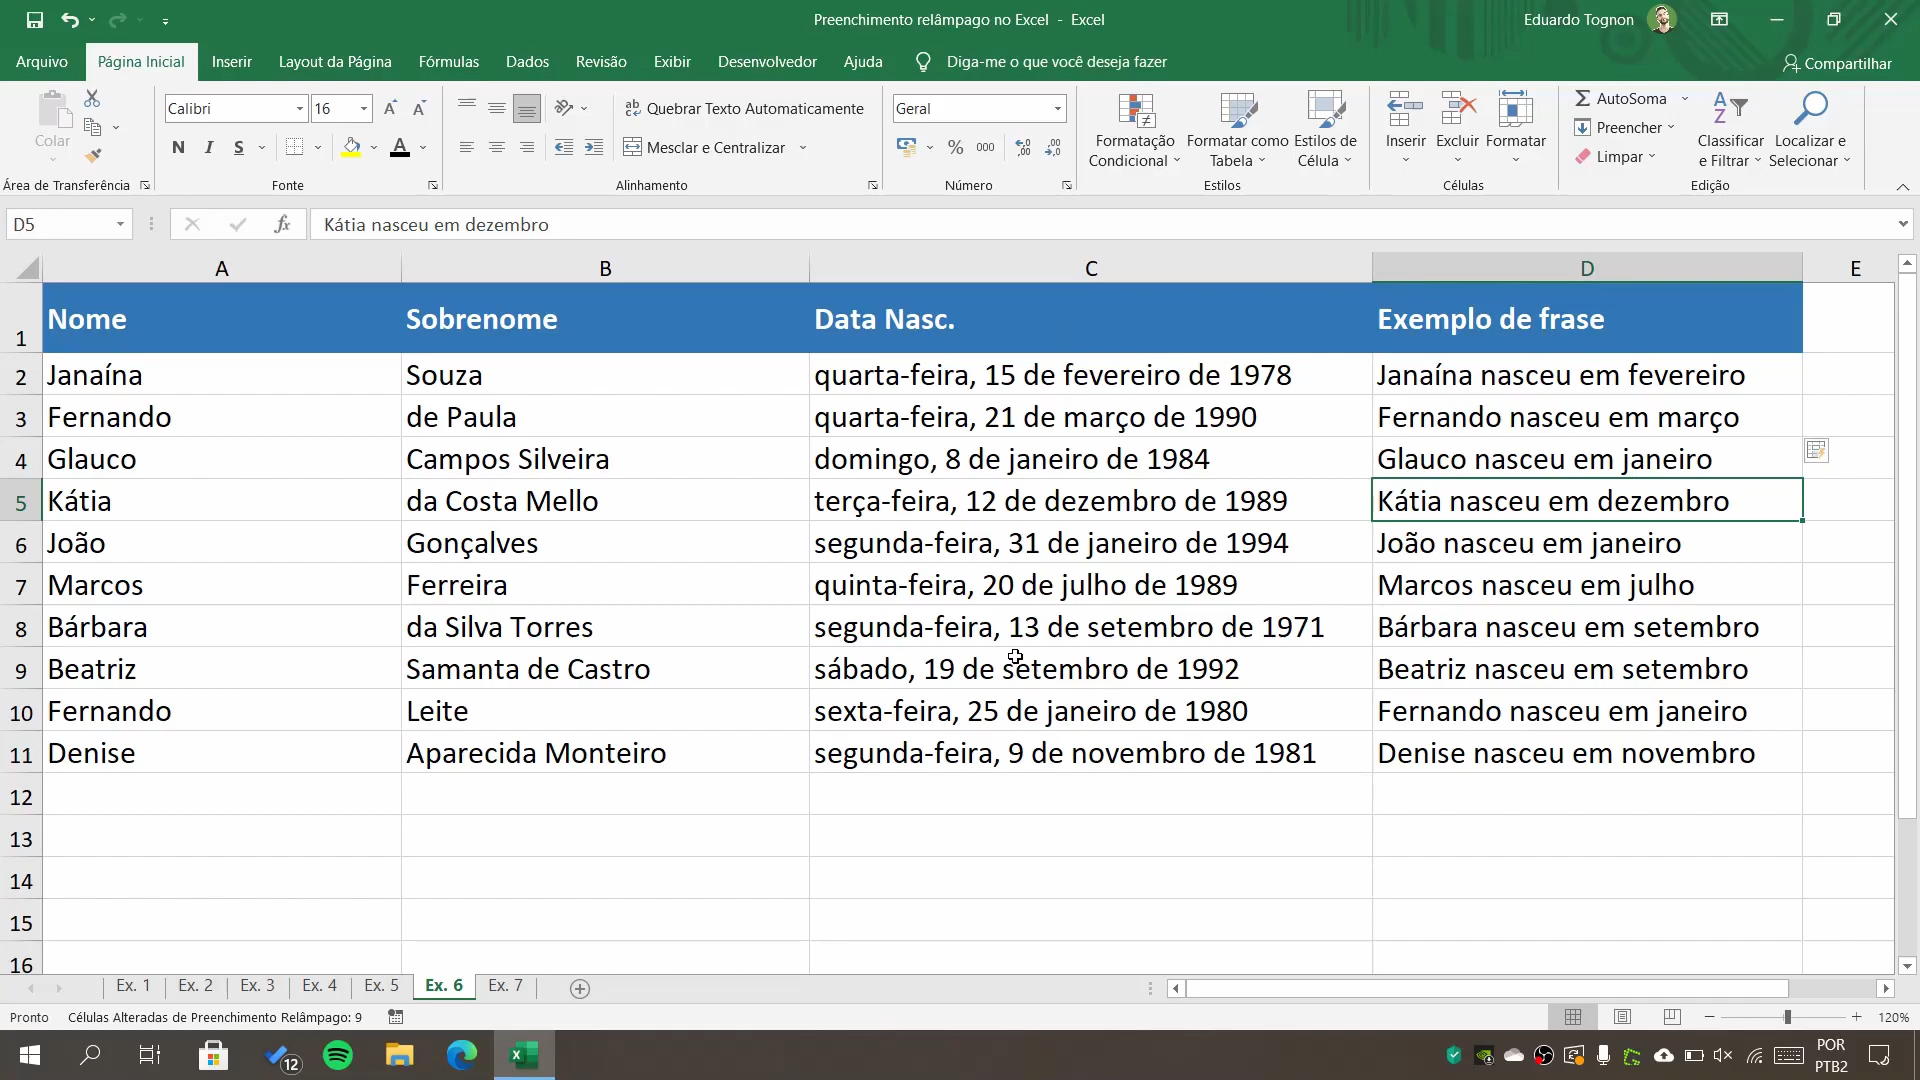 Preenchimento relâmpago no Excel - Excel
Eduardo Tognon
Arquivo Página Inicial Inserir Layout da Página Fórmulas Dados Revisão Exibir Desenvolvedor Ajuda Diga-me o que você deseja fazer Compartilhar
Colar
Calibri 16
N I S
Quebrar Texto Automaticamente
Mesclar e Centralizar
Geral
% 000
Formatação Condicional
Formatar como Tabela
Estilos de Célula
Inserir Excluir Formatar
AutoSoma
Preencher
Limpar
Classificar e Filtrar
Localizar e Selecionar
Área de Transferência Fonte Alinhamento Número Estilos Células Edição
D5 fx Kátia nasceu em dezembro
A B C D E
1 Nome Sobrenome Data Nasc. Exemplo de frase
2 Janaína Souza quarta-feira, 15 de fevereiro de 1978 Janaína nasceu em fevereiro
3 Fernando de Paula quarta-feira, 21 de março de 1990 Fernando nasceu em março
4 Glauco Campos Silveira domingo, 8 de janeiro de 1984 Glauco nasceu em janeiro
5 Kátia da Costa Mello terça-feira, 12 de dezembro de 1989 Kátia nasceu em dezembro
6 João Gonçalves segunda-feira, 31 de janeiro de 1994 João nasceu em janeiro
7 Marcos Ferreira quinta-feira, 20 de julho de 1989 Marcos nasceu em julho
8 Bárbara da Silva Torres segunda-feira, 13 de setembro de 1971 Bárbara nasceu em setembro
9 Beatriz Samanta de Castro sábado, 19 de setembro de 1992 Beatriz nasceu em setembro
10 Fernando Leite sexta-feira, 25 de janeiro de 1980 Fernando nasceu em janeiro
11 Denise Aparecida Monteiro segunda-feira, 9 de novembro de 1981 Denise nasceu em novembro
12
13
14
15
16
Ex. 1 Ex. 2 Ex. 3 Ex. 4 Ex. 5 Ex. 6 Ex. 7
Pronto Células Alteradas de Preenchimento Relâmpago: 9 120%
12
POR
PTB2